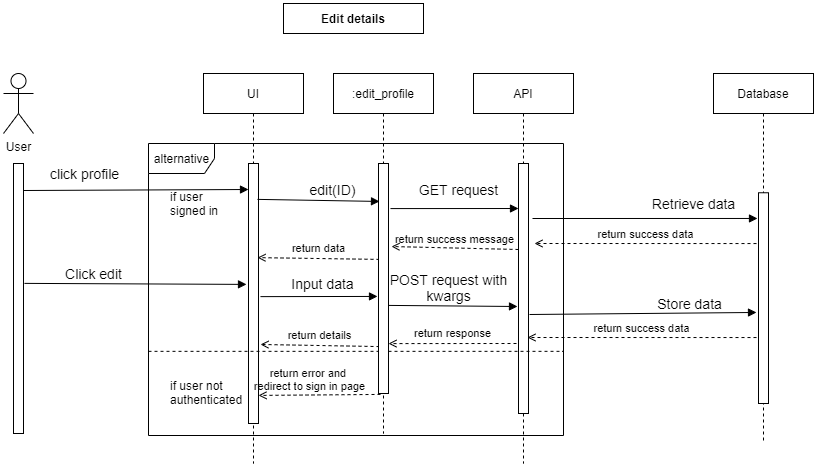 Edit details
UI
:edit_profile
API
Database
User
alternative
click profile
if user
signed in
edit(ID)
GET request
Retrieve data
return success data
return success message
return data
Click edit
Input data
POST request with
kwargs
Store data
return success data
return response
return details
return error and
redirect to sign in page
if user not
authenticated